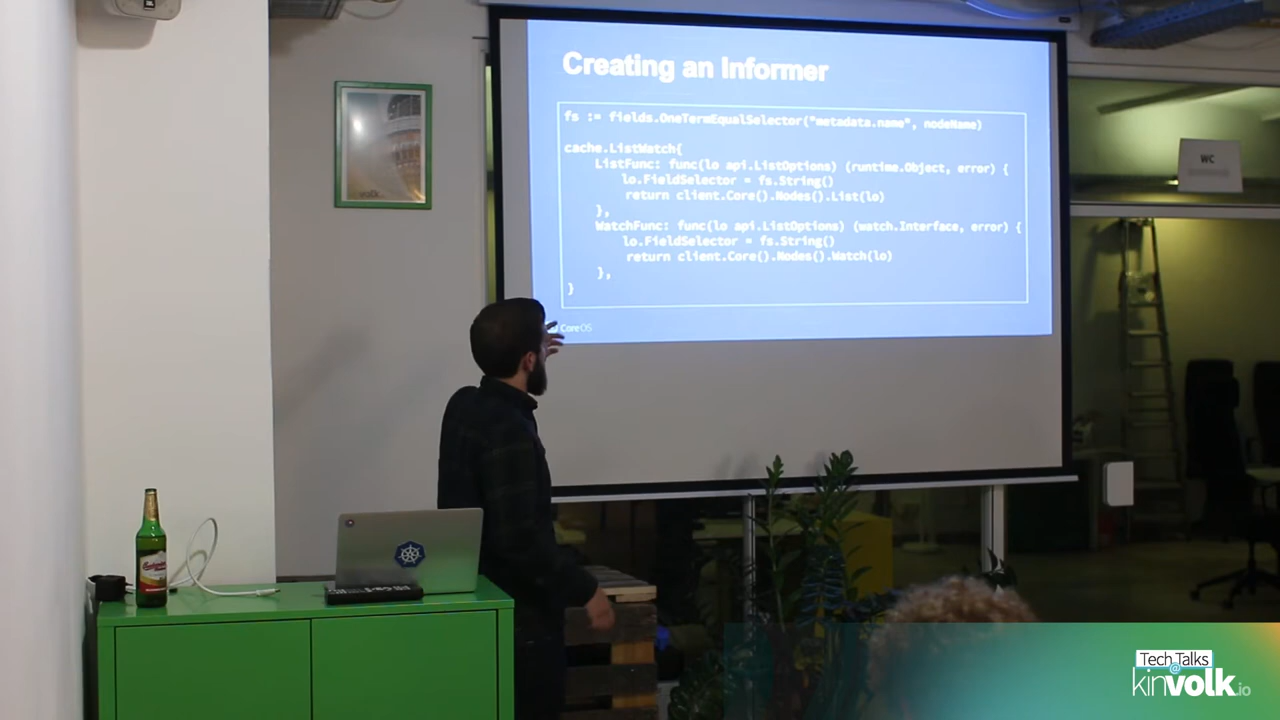 Creating an Informer
fs := fields.OneTermEqualSelector("metadata.name", nodeName)
cache.ListWatch{
ListFunc: func(lo api.ListOptions) (runtime.Object, error) {
lo.FieldSelector = fs.String()
return client.Core().Nodes().List(lo)
},
WatchFunc: func(lo api.ListOptions) (watch.Interface, error) {
lo.FieldSelector = fs.String()
return client.Core().Nodes().Watch(lo)
},
}
CoreOS
WC
Tech Talks
@
kinvolk.io